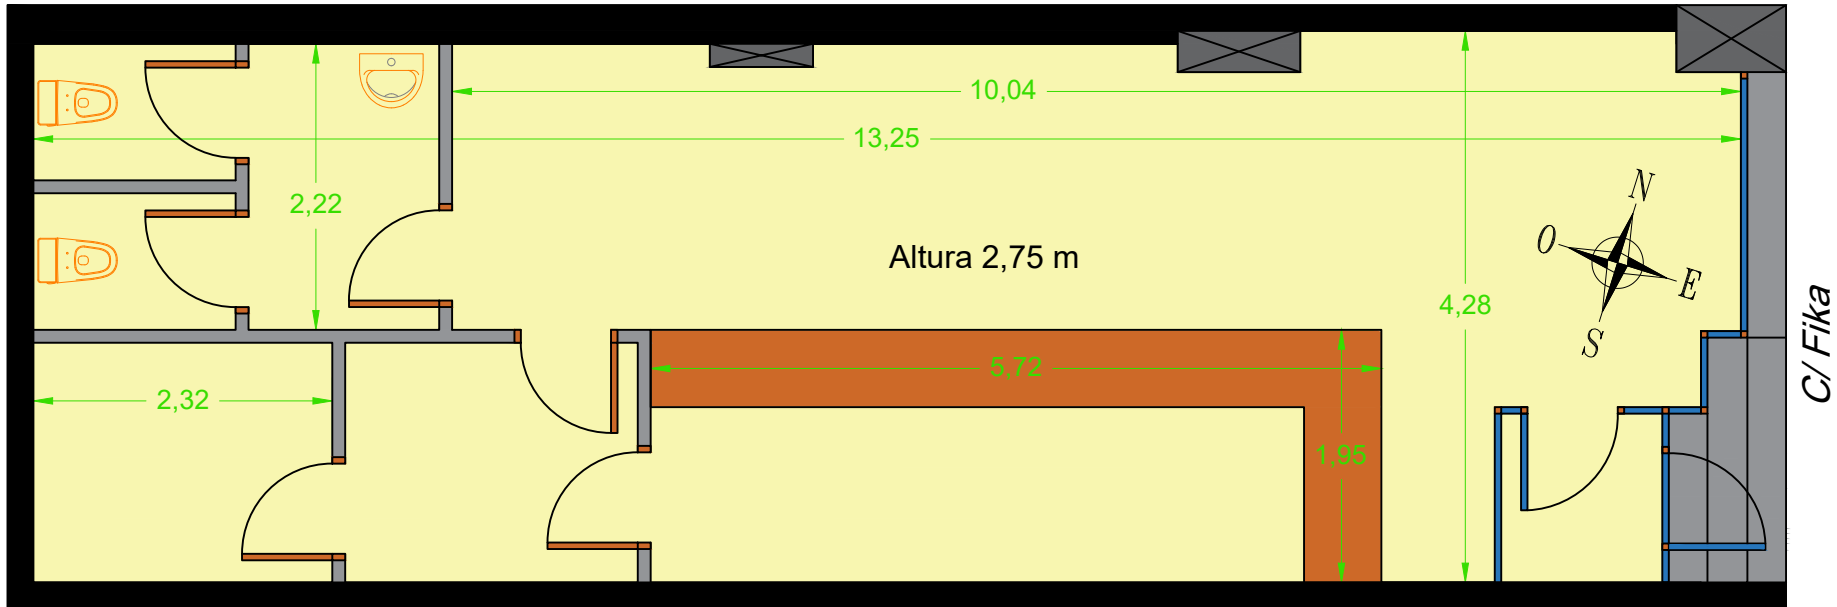 10,04
13,25
N
2,22
O
Altura 2,75 m
E
4,28
S
C/ Fika
5,72
2,32
1,95